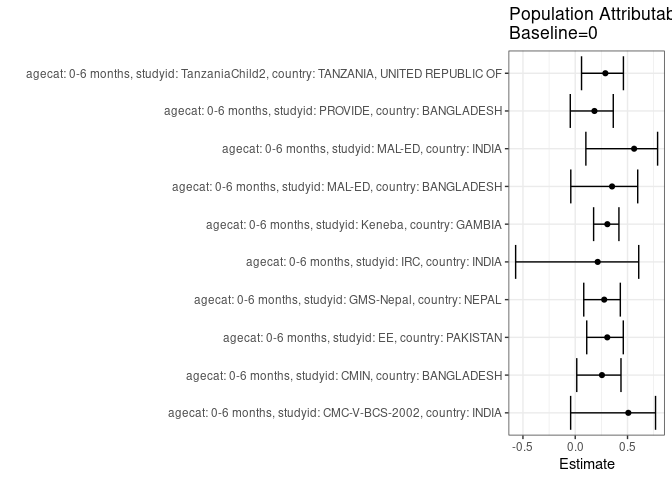 Population Attributab
Baseline=0
agecat: 0-6 months, studyid: TanzaniaChild2, country: TANZANIA, UNITED REPUBLIC OF
agecat: 0-6 months, studyid: PROVIDE, country: BANGLADESH
agecat: 0-6 months, studyid: MAL-ED, country: INDIA
agecat: 0-6 months, studyid: MAL-ED, country: BANGLADESH
agecat: 0-6 months, studyid: Keneba, country: GAMBIA
agecat: 0-6 months, studyid: IRC, country: INDIA
agecat: 0-6 months, studyid: GMS-Nepal, country: NEPAL
agecat: 0-6 months, studyid: EE, country: PAKISTAN
agecat: 0-6 months, studyid: CMIN, country: BANGLADESH
agecat: 0-6 months, studyid: CMC-V-BCS-2002, country: INDIA
-0.5 0.0 0.5
Estimate